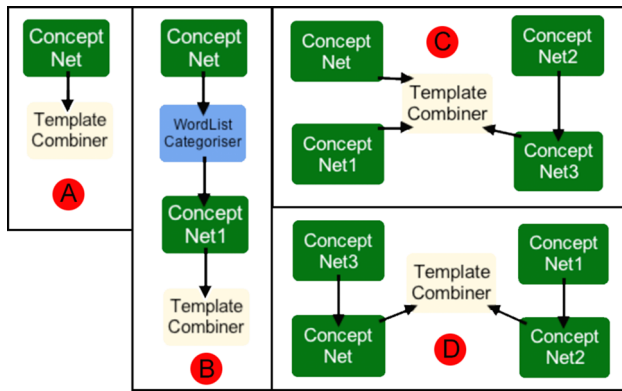 Concept
Net
Template
Combiner
A
Concept
Net
WordList
Categoriser
Concept
Net1
Template
Combiner
B
Concept
Net
C
Concept
Net2
Template
Combiner
Concept
Net1
Concept
Net3
Concept
Net3
Template
Combiner
Concept
Net1
Concept
Net
D
Concept
Net2